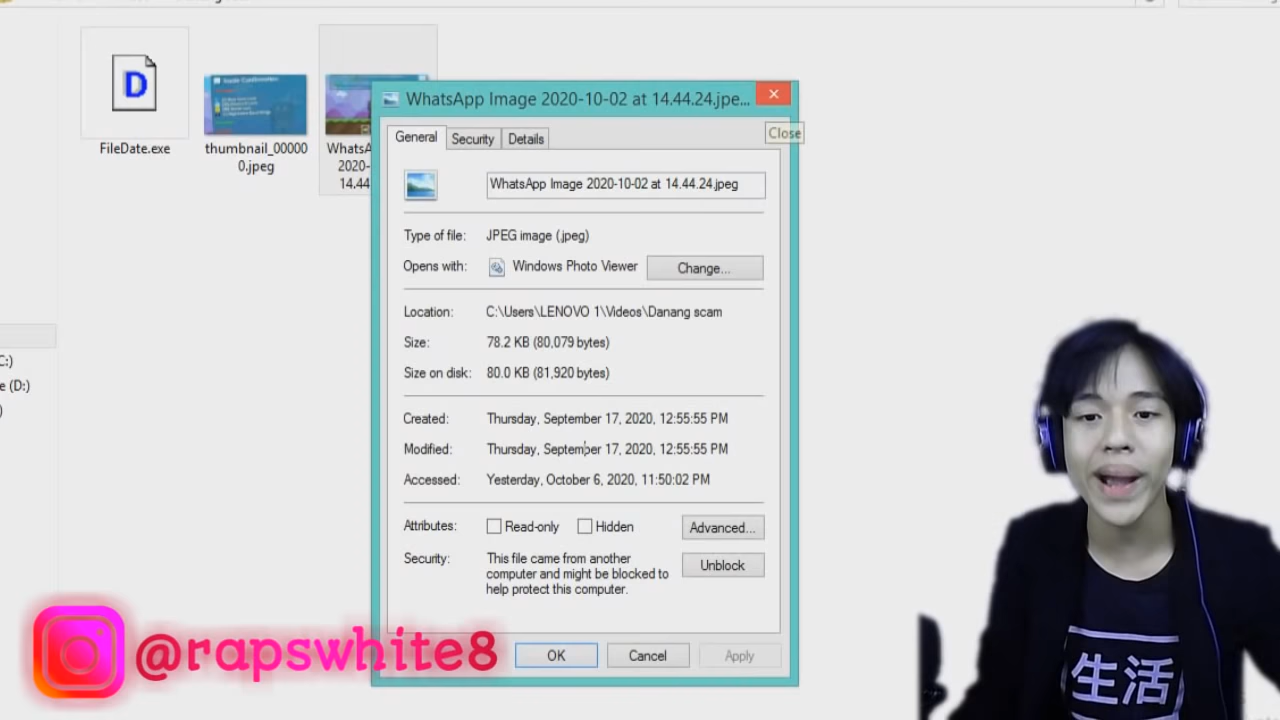 FileDate.exe
thumbnail_00000
0.jpeg
WhatsA
2020-
14.44
WhatsApp Image 2020-10-02 at 14.44.24.jpe...
Close
General
Security
Details
WhatsApp Image 2020-10-02 at 14.44.24.jpeg
Type of file: JPEG image (.jpeg)
Opens with: Windows Photo Viewer
Change...
Location: C:\Users\LENOVO 1\Videos\Danang scam
Size: 78.2 KB (80,079 bytes)
Size on disk: 80.0 KB (81,920 bytes)
Created: Thursday, September 17, 2020, 12:55:55 PM
Modified: Thursday, September 17, 2020, 12:55:55 PM
Accessed: Yesterday, October 6, 2020, 11:50:02 PM
Attributes: Read-only Hidden
Advanced...
Security: This file came from another
computer and might be blocked to
help protect this computer.
Unblock
OK
Cancel
Apply
C:)
e (D:)
)
@rapswhite8
生活